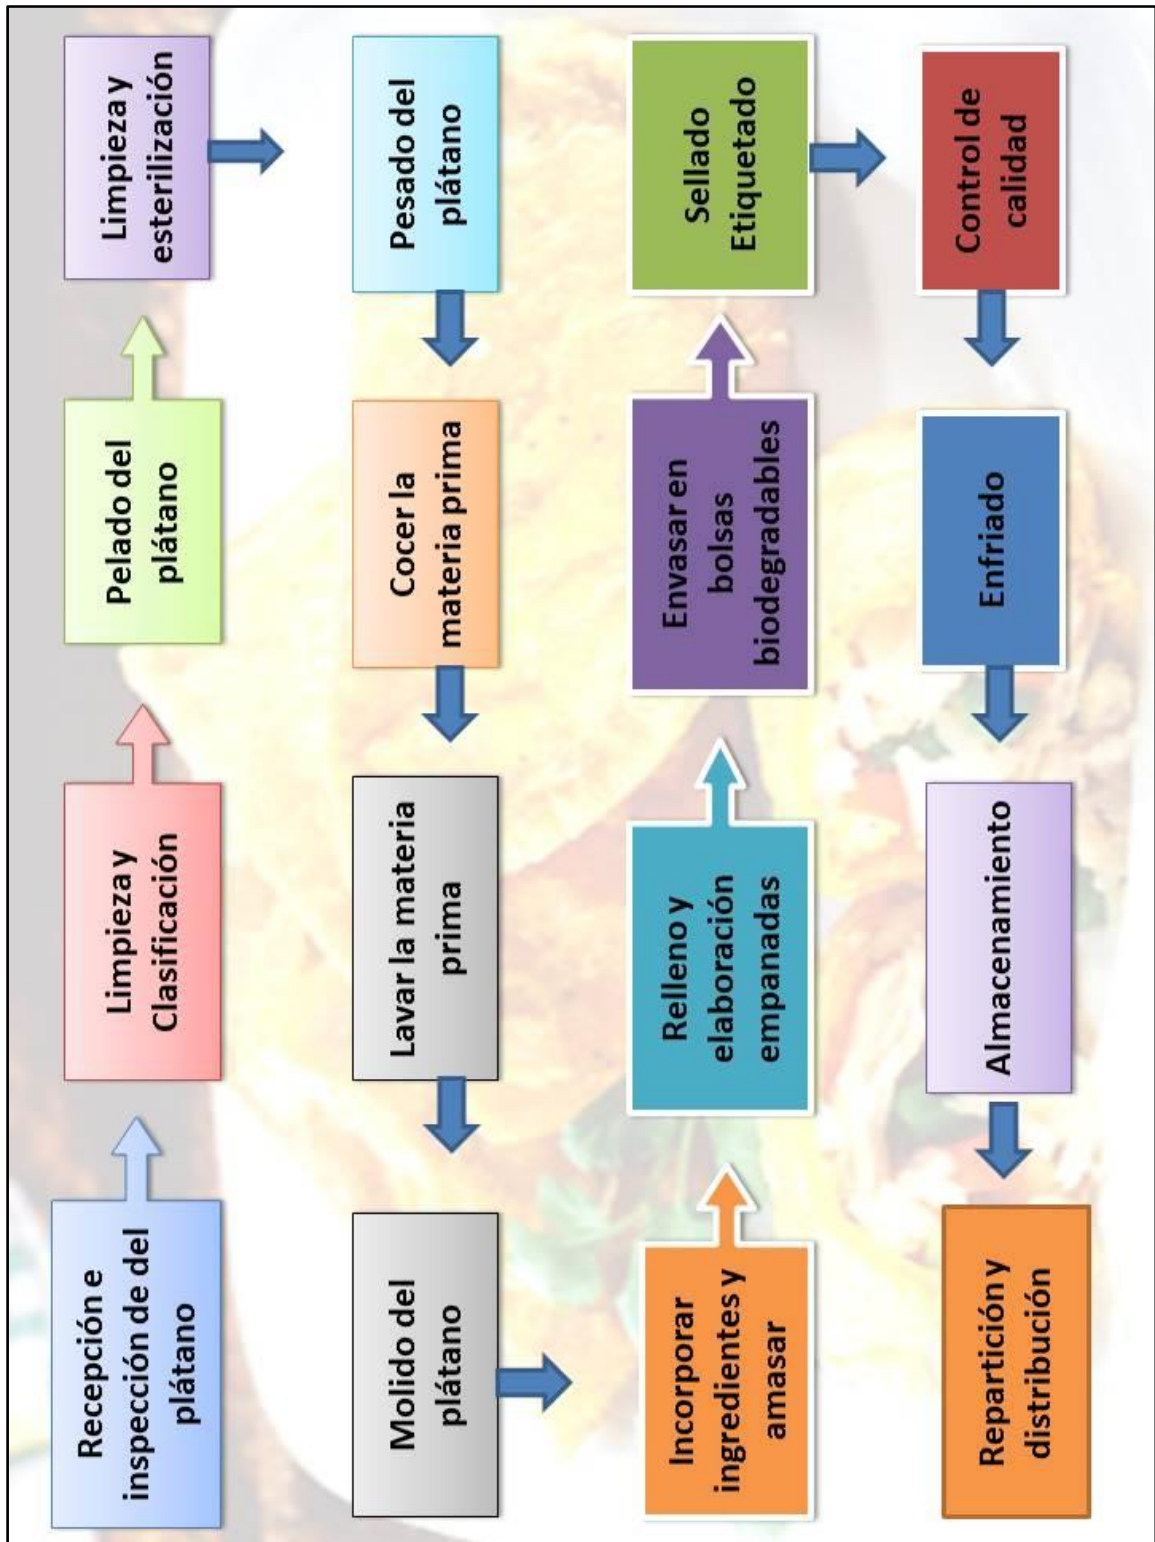 Recepción e
inspección de del
plátano
Limpieza y
Clasificación
Pelado del
plátano
Limpieza y
esterilización
Pesado del
plátano
Cocer la
materia prima
Lavar la materia
prima
Molido del
plátano
Incorporar
ingredientes y
amasar
Relleno y
elaboración
empanadas
Envasar en
bolsas
biodegradables
Sellado
Etiquetado
Control de
calidad
Enfriado
Almacenamiento
Repartición y
distribución